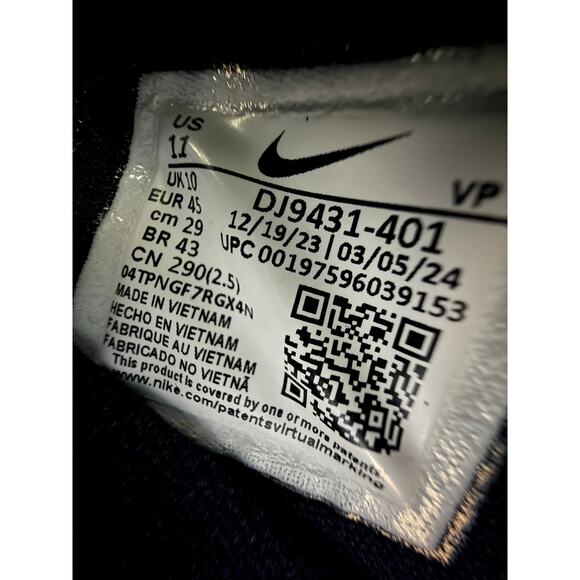 US
11
UK 10
EUR 45
cm 29
BR 43
CN 290(2.5)
04TPNGF7RGX4N
MADE IN VIETNAM
HECHO EN VIETNAM
FABRIQUE AU VIETNAM
FABRICADO NO VIETNÃ
This product is covered by one or more patents
www.nike.com/patentsvirtualmarking
VP
DJ9431-401
12/19/23 | 03/05/24
UPC 00197596039153